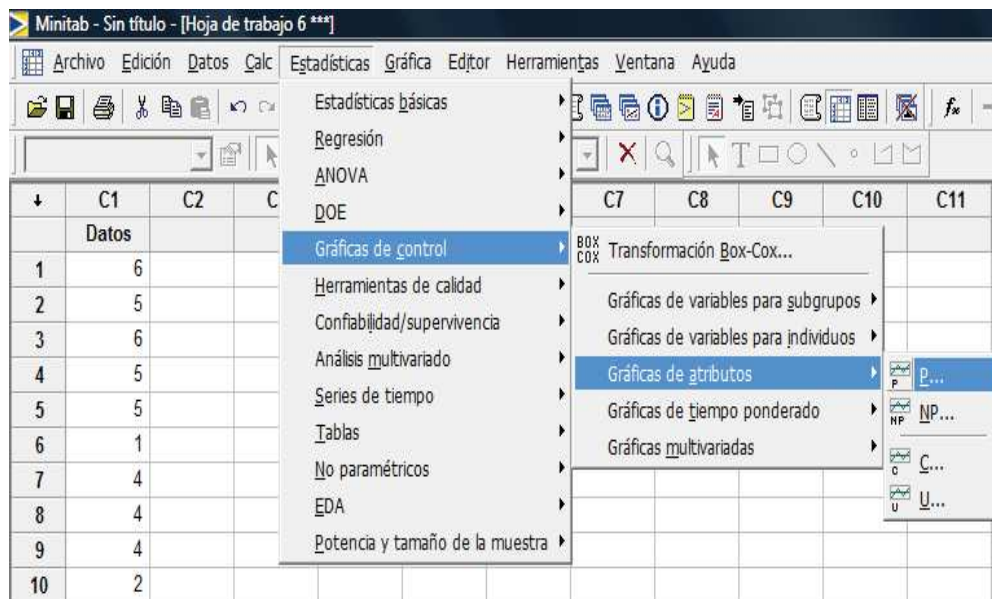 Minitab - Sin título - [Hoja de trabajo 6 ***]
Archivo Edición Datos Calc Estadísticas Gráfica Editor Herramientas Ventana Ayuda
Estadísticas básicas
Regresión
ANOVA
DOE
Gráficas de control
Herramientas de calidad
Confiabilidad/supervivencia
Análisis multivariado
Series de tiempo
Tablas
No paramétricos
EDA
Potencia y tamaño de la muestra
BOX COX Transformación Box-Cox...
Gráficas de variables para subgrupos
Gráficas de variables para individuos
Gráficas de atributos
Gráficas de tiempo ponderado
Gráficas multivariadas
P P...
NP NP...
C C...
U U...
C1 C2 C C7 C8 C9 C10 C11
Datos
1 6
2 5
3 6
4 5
5 5
6 1
7 4
8 4
9 4
10 2